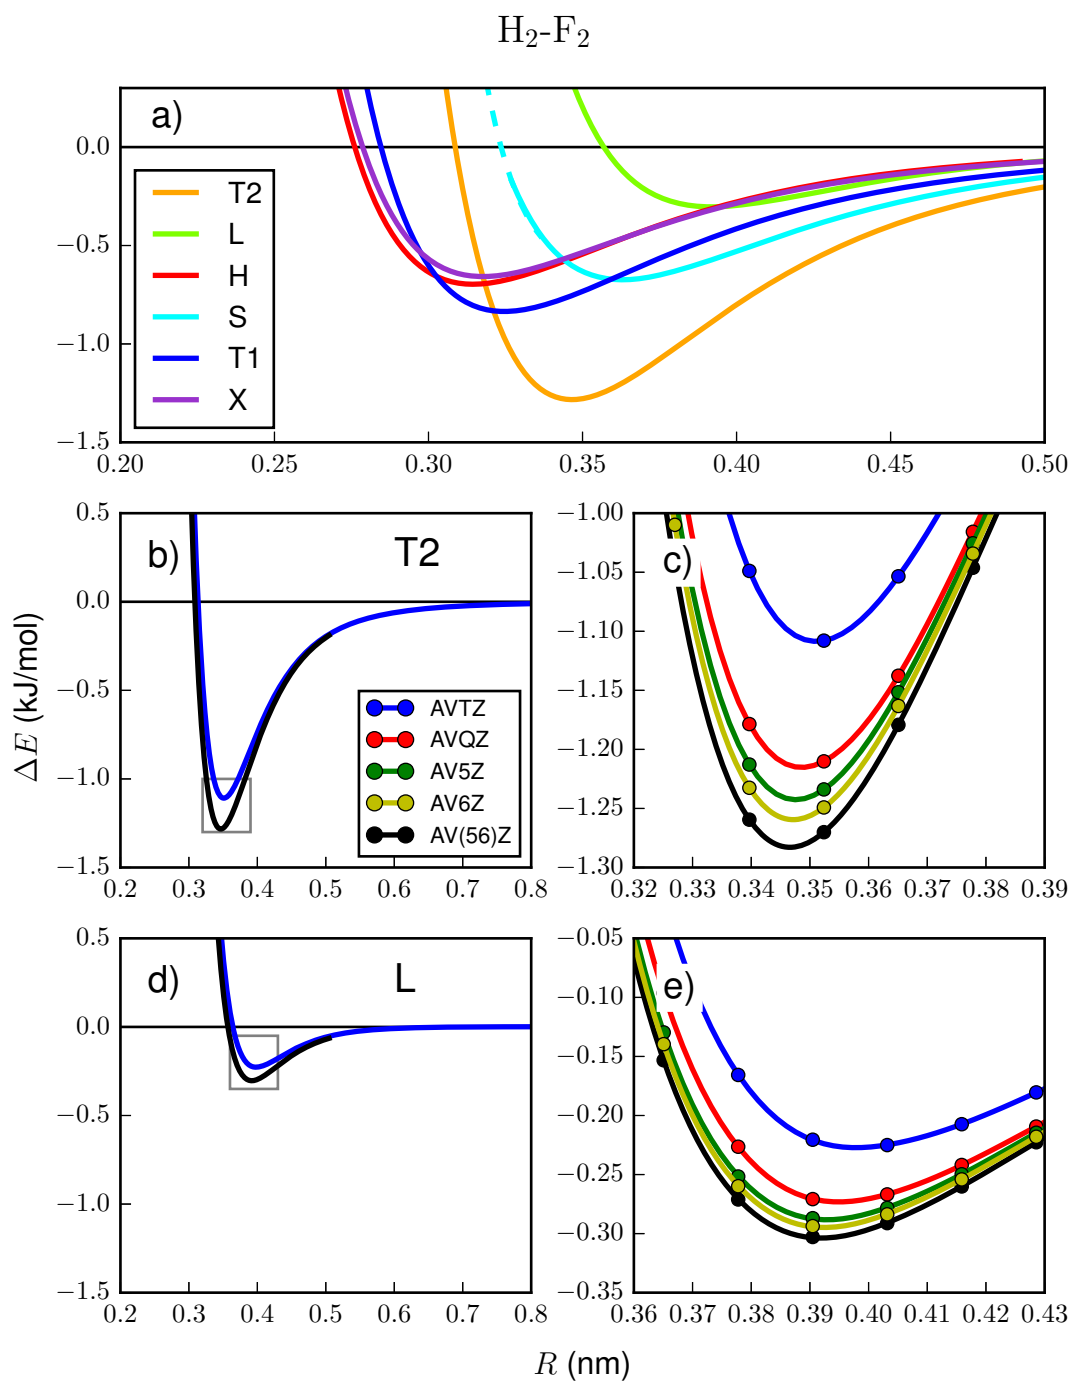 H₂-F₂
a)
0.0
−0.5
−1.0
−1.5
T2
L
H
S
T1
X
0.20 0.25 0.30 0.35 0.40 0.45 0.50
ΔE (kJ/mol)
b)
T2
0.5
0.0
−0.5
−1.0
−1.5
AVTZ
AVQZ
AV5Z
AV6Z
AV(56)Z
0.2 0.3 0.4 0.5 0.6 0.7 0.8
c)
−1.00
−1.05
−1.10
−1.15
−1.20
−1.25
−1.30
0.32 0.33 0.34 0.35 0.36 0.37 0.38 0.39
d)
L
0.5
0.0
−0.5
−1.0
−1.5
0.2 0.3 0.4 0.5 0.6 0.7 0.8
e)
−0.05
−0.10
−0.15
−0.20
−0.25
−0.30
−0.35
0.36 0.37 0.38 0.39 0.40 0.41 0.42 0.43
R (nm)